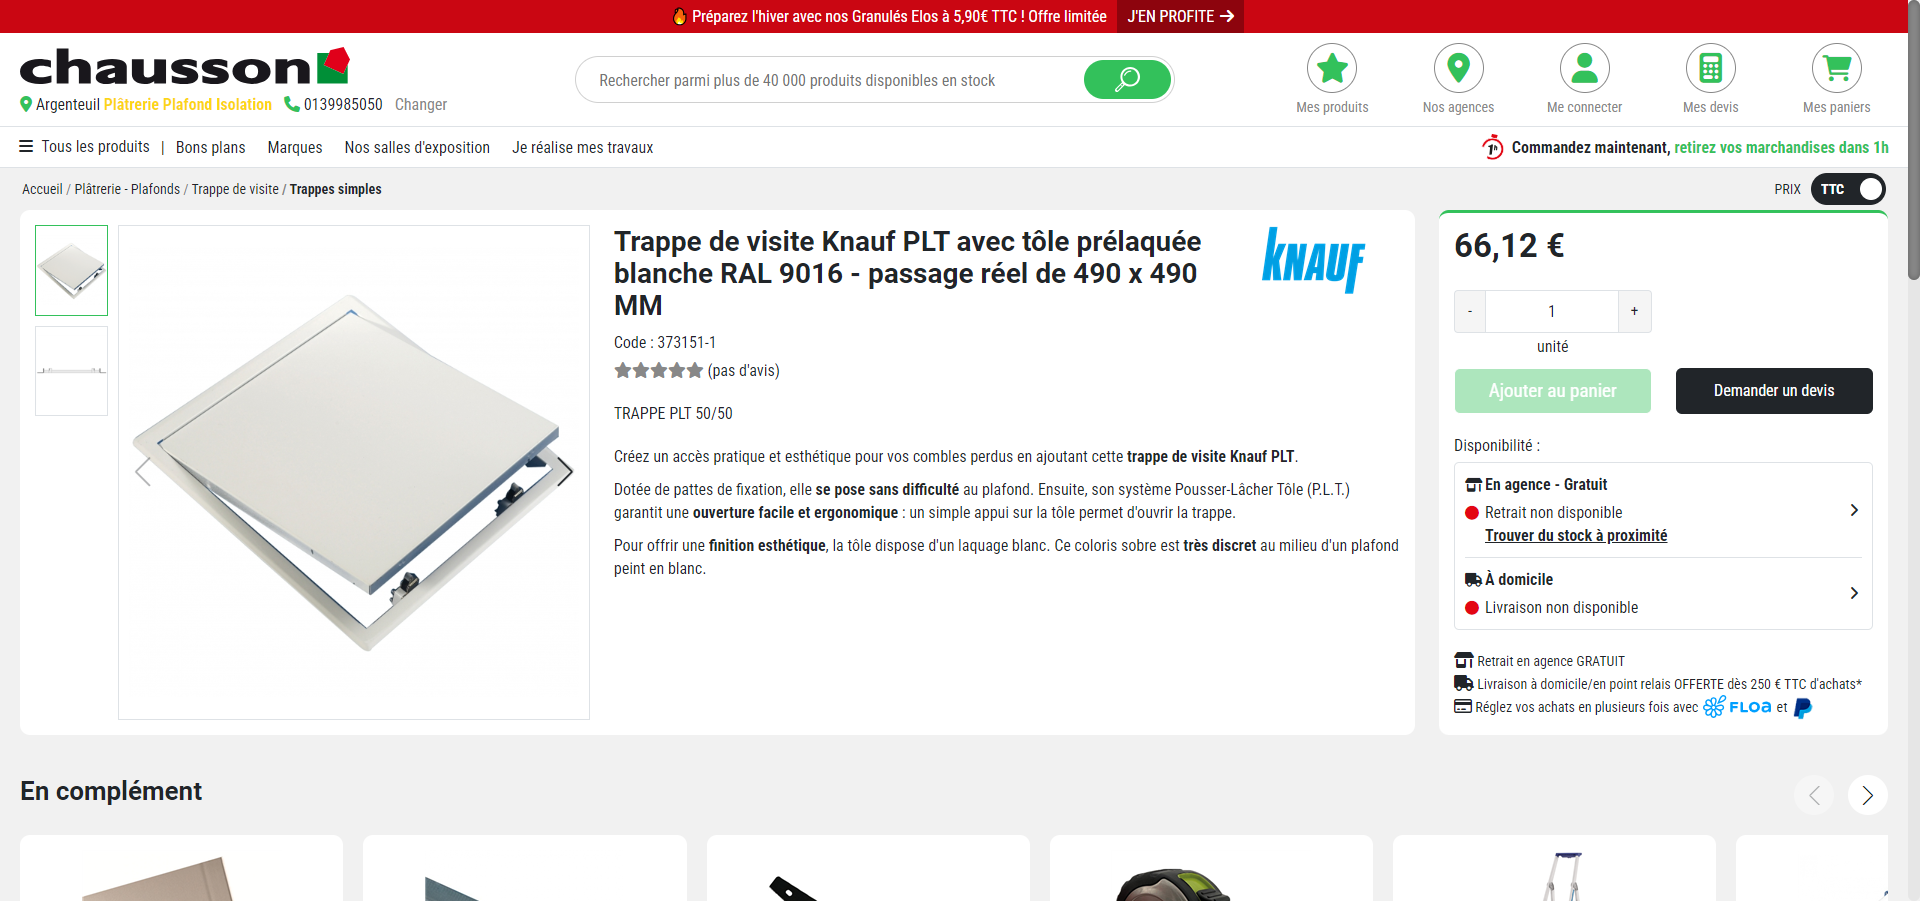 🔥 Préparez l'hiver avec nos Granulés Elos à 5,90€ TTC ! Offre limitée J'EN PROFITE →
chausson
Argenteuil Plâtrerie Plafond Isolation 0139985050 Changer
Rechercher parmi plus de 40 000 produits disponibles en stock
Mes produits
Nos agences
Me connecter
Mes devis
Mes paniers
Tous les produits | Bons plans Marques Nos salles d'exposition Je réalise mes travaux
1h Commandez maintenant, retirez vos marchandises dans 1h
Accueil / Plâtrerie - Plafonds / Trappe de visite / Trappes simples
PRIX TTC
Trappe de visite Knauf PLT avec tôle prélaquée
blanche RAL 9016 - passage réel de 490 x 490
MM
KNAUF
Code : 373151-1
(pas d'avis)
TRAPPE PLT 50/50
Créez un accès pratique et esthétique pour vos combles perdus en ajoutant cette trappe de visite Knauf PLT.
Dotée de pattes de fixation, elle se pose sans difficulté au plafond. Ensuite, son système Pousser-Lâcher Tôle (P.L.T.)
garantit une ouverture facile et ergonomique : un simple appui sur la tôle permet d'ouvrir la trappe.
Pour offrir une finition esthétique, la tôle dispose d'un laquage blanc. Ce coloris sobre est très discret au milieu d'un plafond
peint en blanc.
66,12 €
- 1 +
unité
Ajouter au panier
Demander un devis
Disponibilité :
En agence - Gratuit
Retrait non disponible
Trouver du stock à proximité
À domicile
Livraison non disponible
Retrait en agence GRATUIT
Livraison à domicile/en point relais OFFERTE dès 250 € TTC d'achats*
Réglez vos achats en plusieurs fois avec FLOA et
En complément